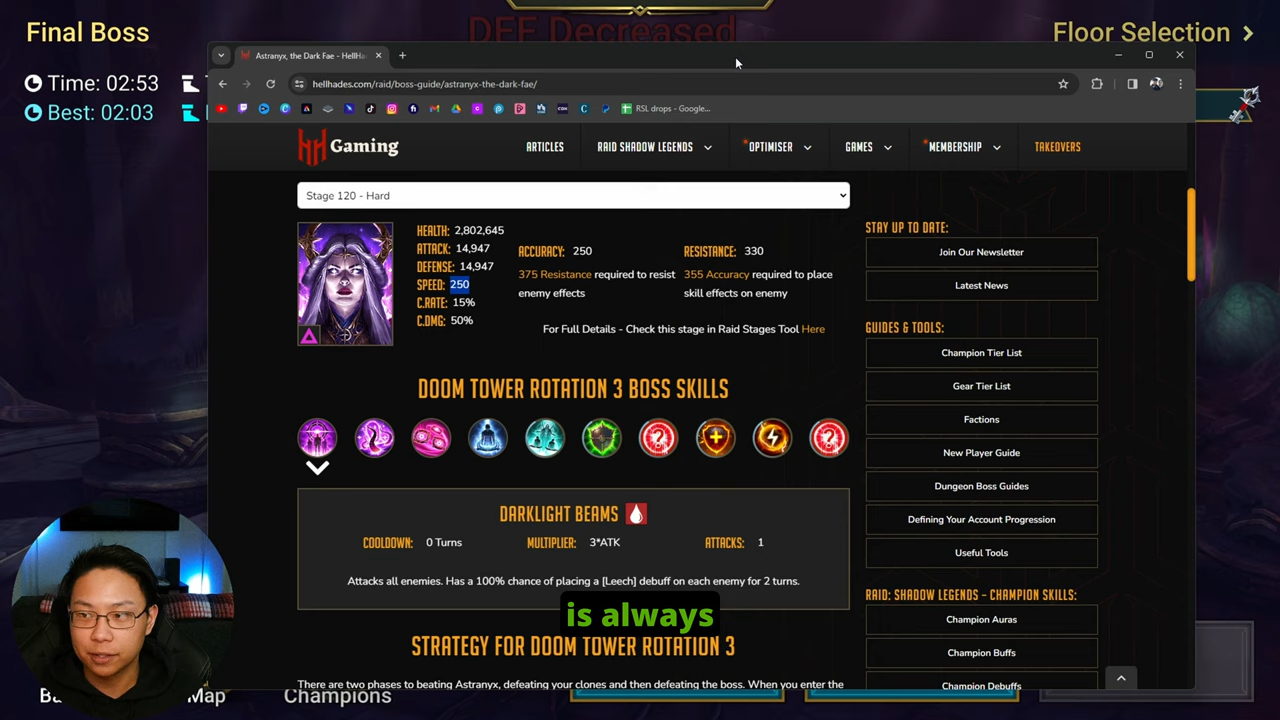 Final Boss
DEF Decreased
Floor Selection
Time: 02:53
Best: 02:03
Astranyx, the Dark Fae - HellHa
hellhades.com/raid/boss-guide/astranyx-the-dark-fae/
RSL drops - Google...
Gaming
ARTICLES
RAID SHADOW LEGENDS
OPTIMISER
GAMES
MEMBERSHIP
TAKEOVERS
Stage 120 - Hard
HEALTH: 2,802,645
ATTACK: 14,947
DEFENSE: 14,947
SPEED: 250
C.RATE: 15%
C.DMG: 50%
ACCURACY: 250
375 Resistance required to resist
enemy effects
RESISTANCE: 330
355 Accuracy required to place
skill effects on enemy
For Full Details - Check this stage in Raid Stages Tool Here
DOOM TOWER ROTATION 3 BOSS SKILLS
DARKLIGHT BEAMS
COOLDOWN: 0 Turns
MULTIPLIER: 3*ATK
ATTACKS: 1
Attacks all enemies. Has a 100% chance of placing a [Leech] debuff on each enemy for 2 turns.
is always
STRATEGY FOR DOOM TOWER ROTATION 3
There are two phases to beating Astranyx, defeating your clones and then defeating the boss. When you enter the
STAY UP TO DATE:
Join Our Newsletter
Latest News
GUIDES & TOOLS:
Champion Tier List
Gear Tier List
Factions
New Player Guide
Dungeon Boss Guides
Defining Your Account Progression
Useful Tools
RAID: SHADOW LEGENDS – CHAMPION SKILLS:
Champion Auras
Champion Buffs
Champion Debuffs
Map
Champions